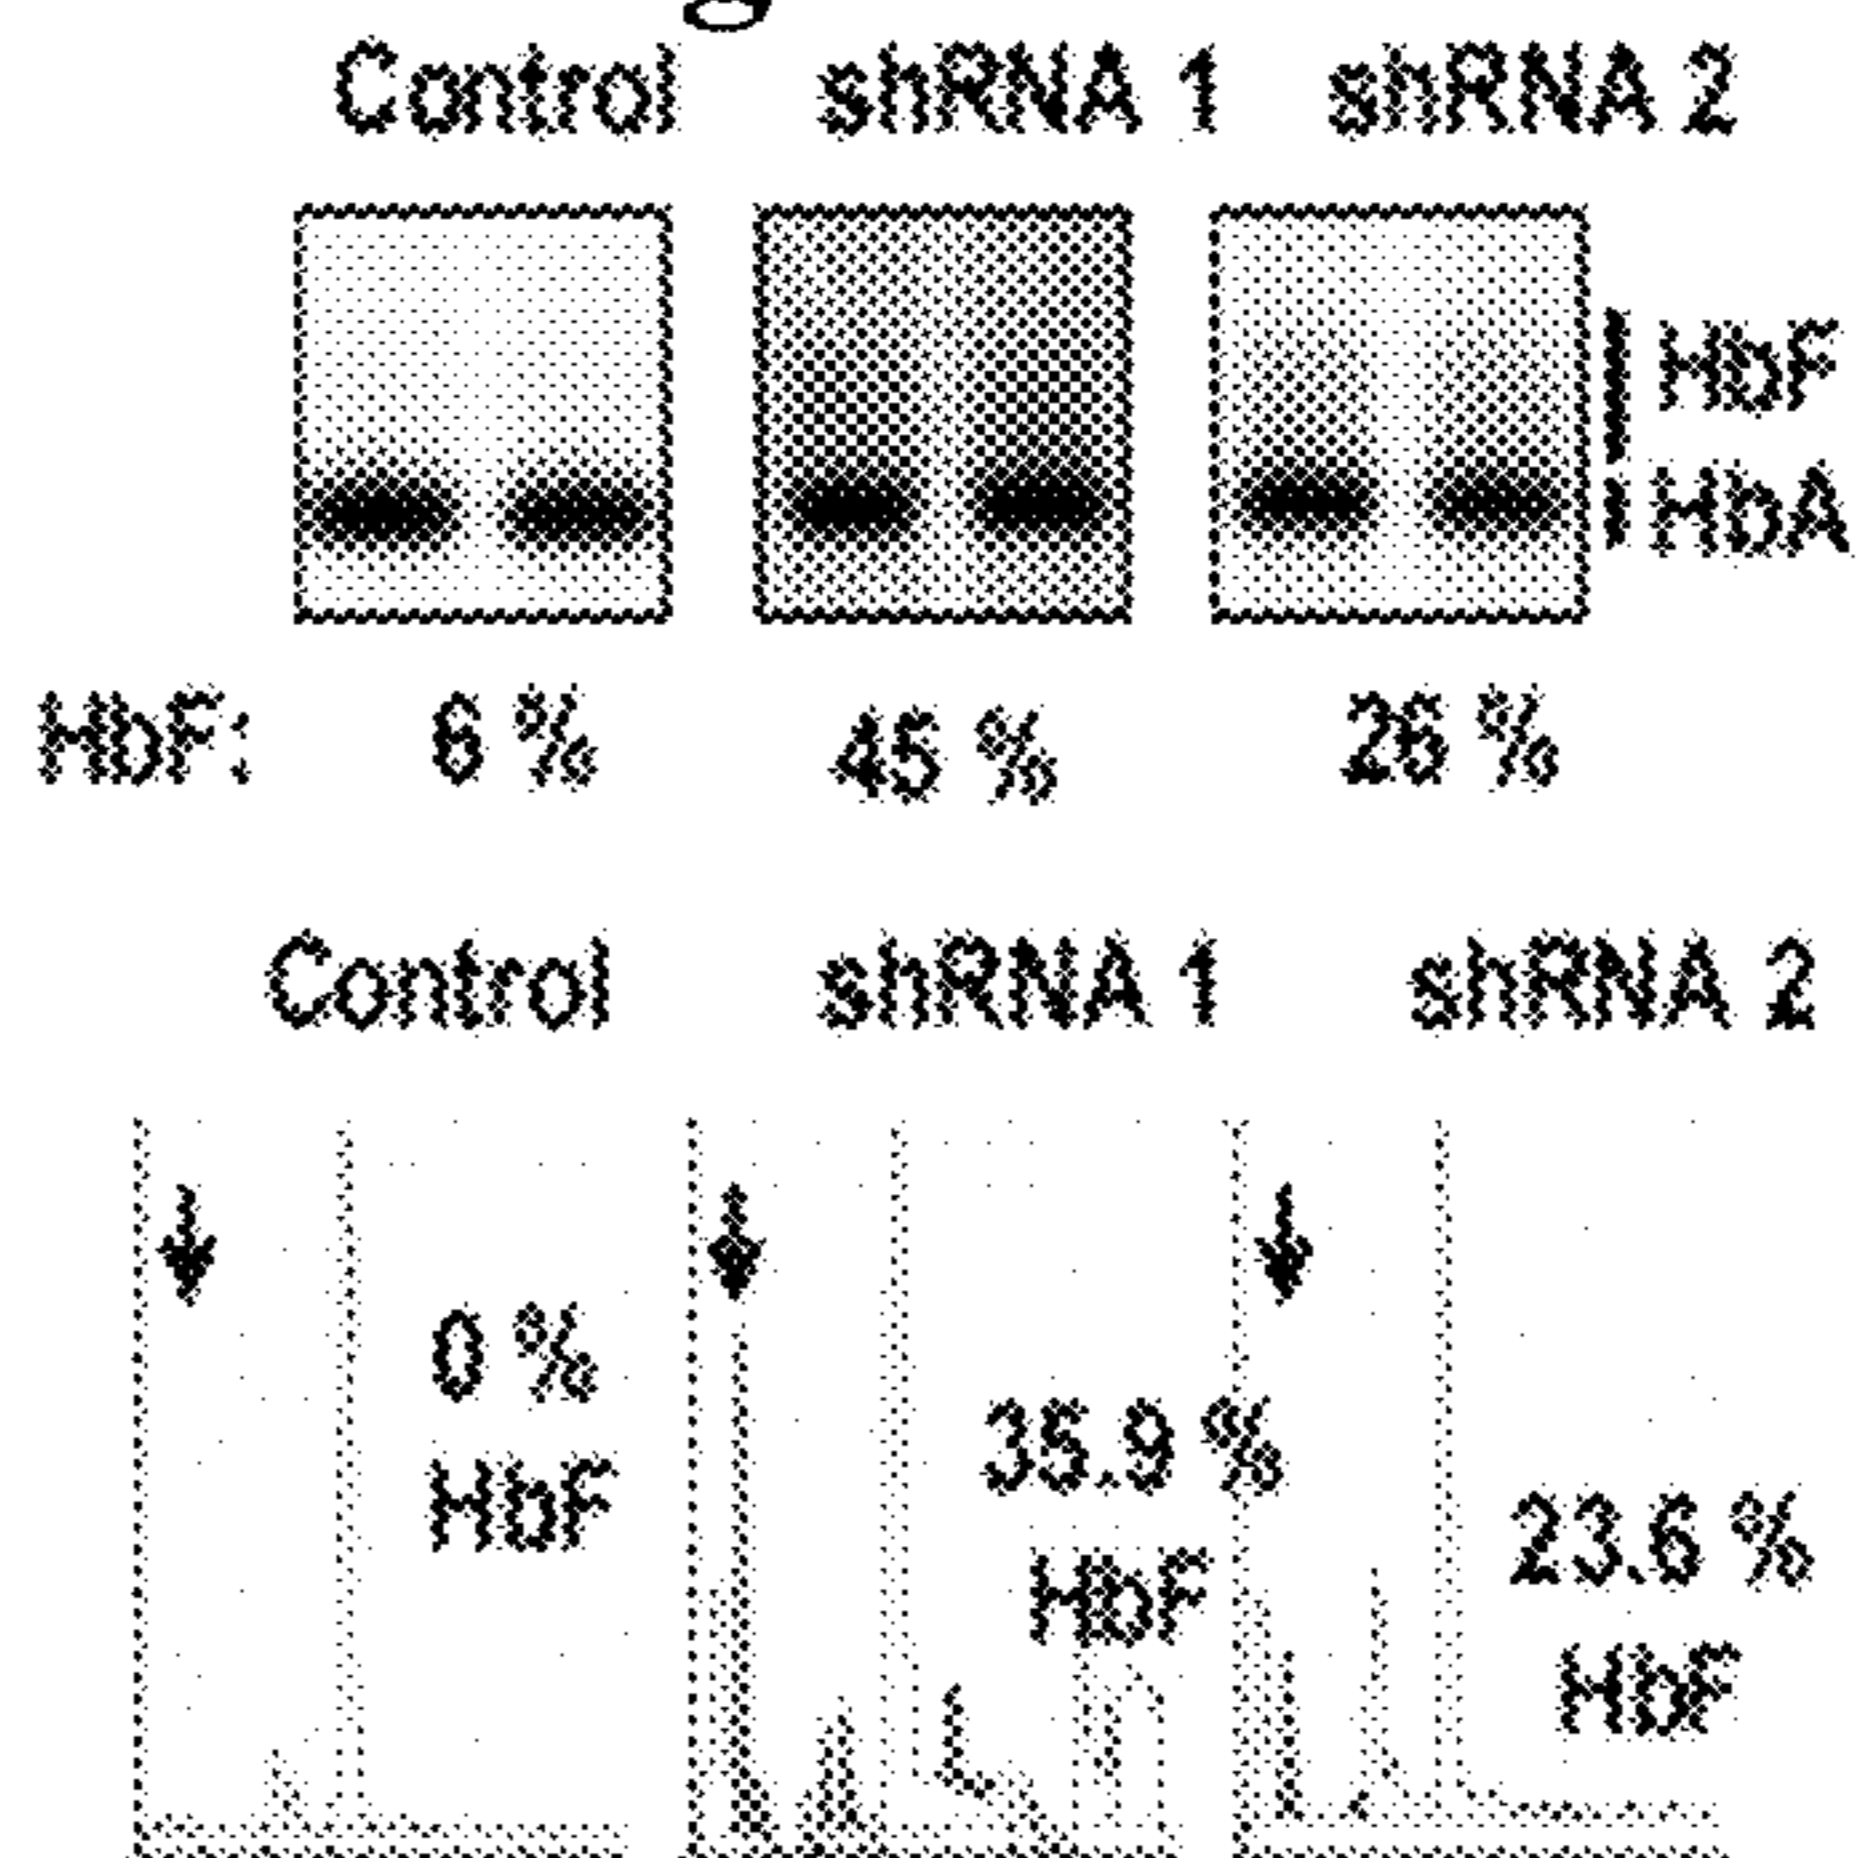 Control shRNA 1 shRNA 2
HbF
HbA
HbF: 6 % 45 % 26 %
Control shRNA 1 shRNA 2
0 %
HbF
35.9 %
HbF
23.6 %
HbF